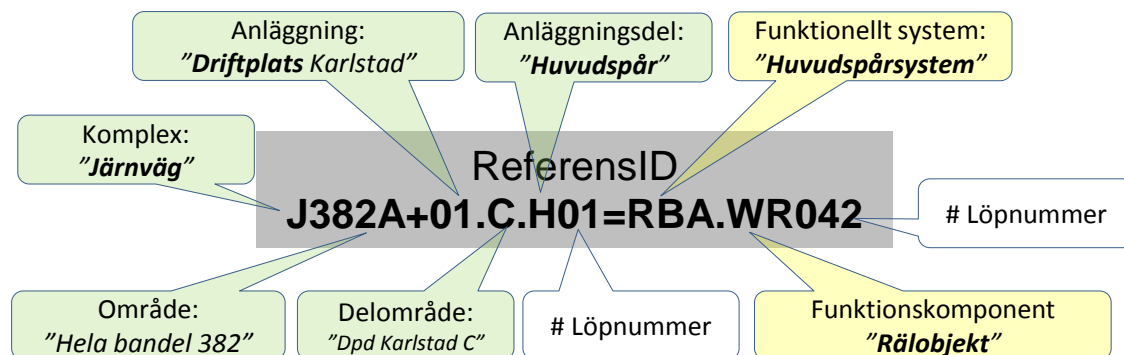 Anläggning:
”Driftplats Karlstad”
Anläggningsdel:
”Huvudspår”
Funktionellt system:
”Huvudspårsystem”
Komplex:
”Järnväg”
ReferensID
J382A+01.C.H01=RBA.WR042
# Löpnummer
Område:
”Hela bandel 382”
Delområde:
”Dpd Karlstad C”
# Löpnummer
Funktionskomponent
”Rälobjekt”